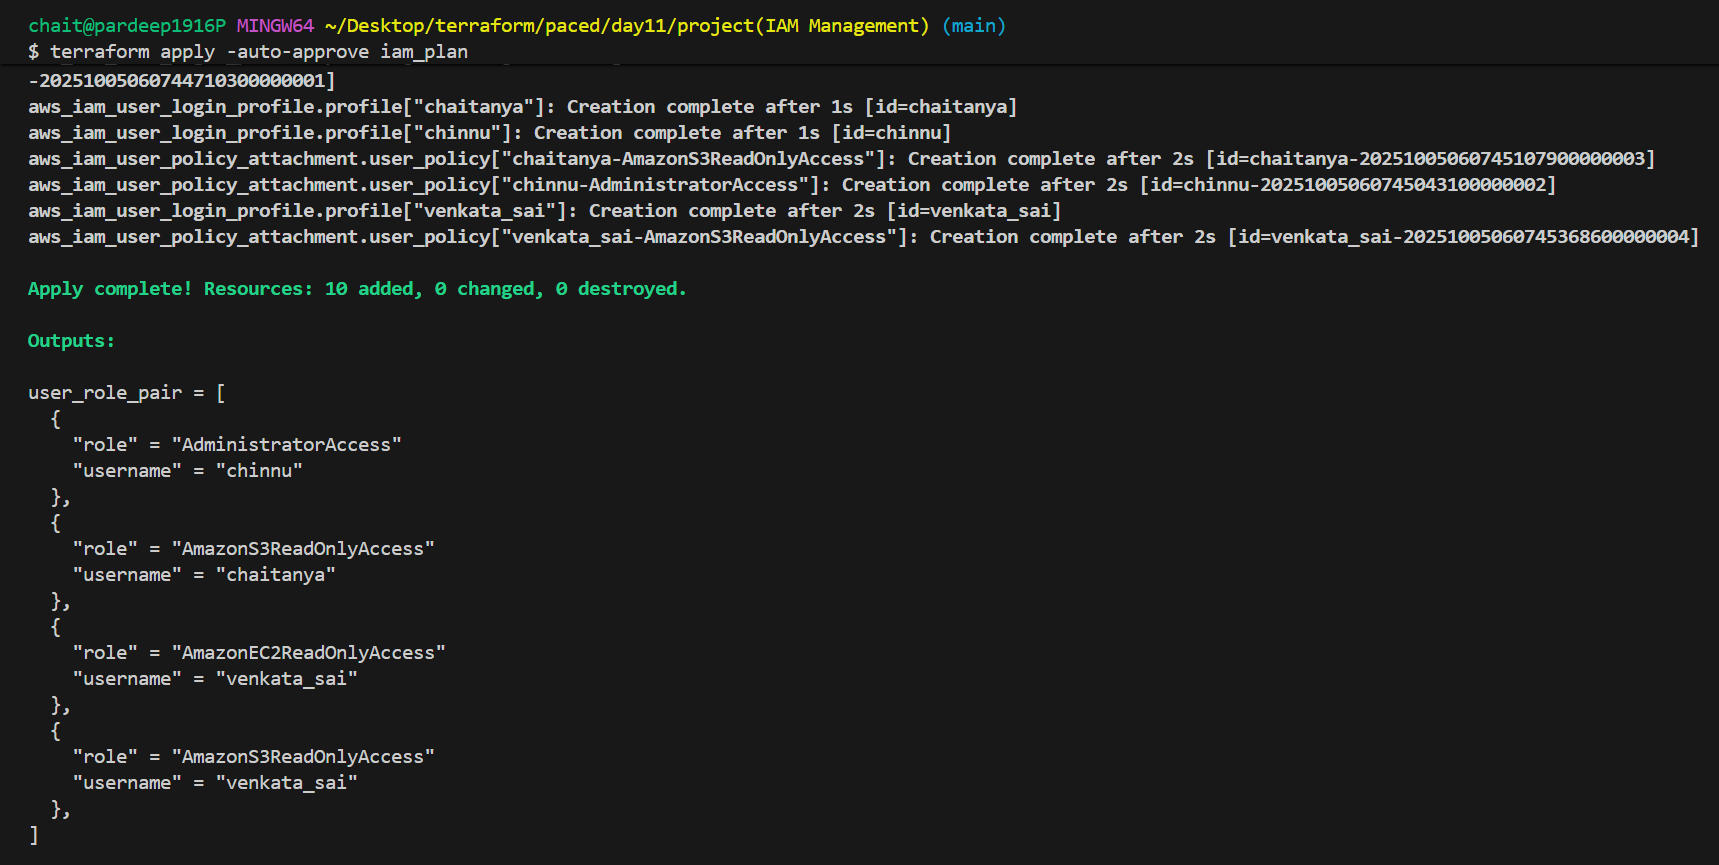 chait@pardeep1916P MINGW64 ~/Desktop/terraform/paced/day11/project(IAM Management) (main)
$ terraform apply -auto-approve iam_plan
-20251005060744710300000001]
aws_iam_user_login_profile.profile["chaitanya"]: Creation complete after 1s [id=chaitanya]
aws_iam_user_login_profile.profile["chinnu"]: Creation complete after 1s [id=chinnu]
aws_iam_user_policy_attachment.user_policy["chaitanya-AmazonS3ReadOnlyAccess"]: Creation complete after 2s [id=chaitanya-20251005060745107900000003]
aws_iam_user_policy_attachment.user_policy["chinnu-AdministratorAccess"]: Creation complete after 2s [id=chinnu-20251005060745043100000002]
aws_iam_user_login_profile.profile["venkata_sai"]: Creation complete after 2s [id=venkata_sai]
aws_iam_user_policy_attachment.user_policy["venkata_sai-AmazonS3ReadOnlyAccess"]: Creation complete after 2s [id=venkata_sai-20251005060745368600000004]
Apply complete! Resources: 10 added, 0 changed, 0 destroyed.
Outputs:
user_role_pair = [
  {
    "role" = "AdministratorAccess"
    "username" = "chinnu"
  },
  {
    "role" = "AmazonS3ReadOnlyAccess"
    "username" = "chaitanya"
  },
  {
    "role" = "AmazonEC2ReadOnlyAccess"
    "username" = "venkata_sai"
  },
  {
    "role" = "AmazonS3ReadOnlyAccess"
    "username" = "venkata_sai"
  },
]